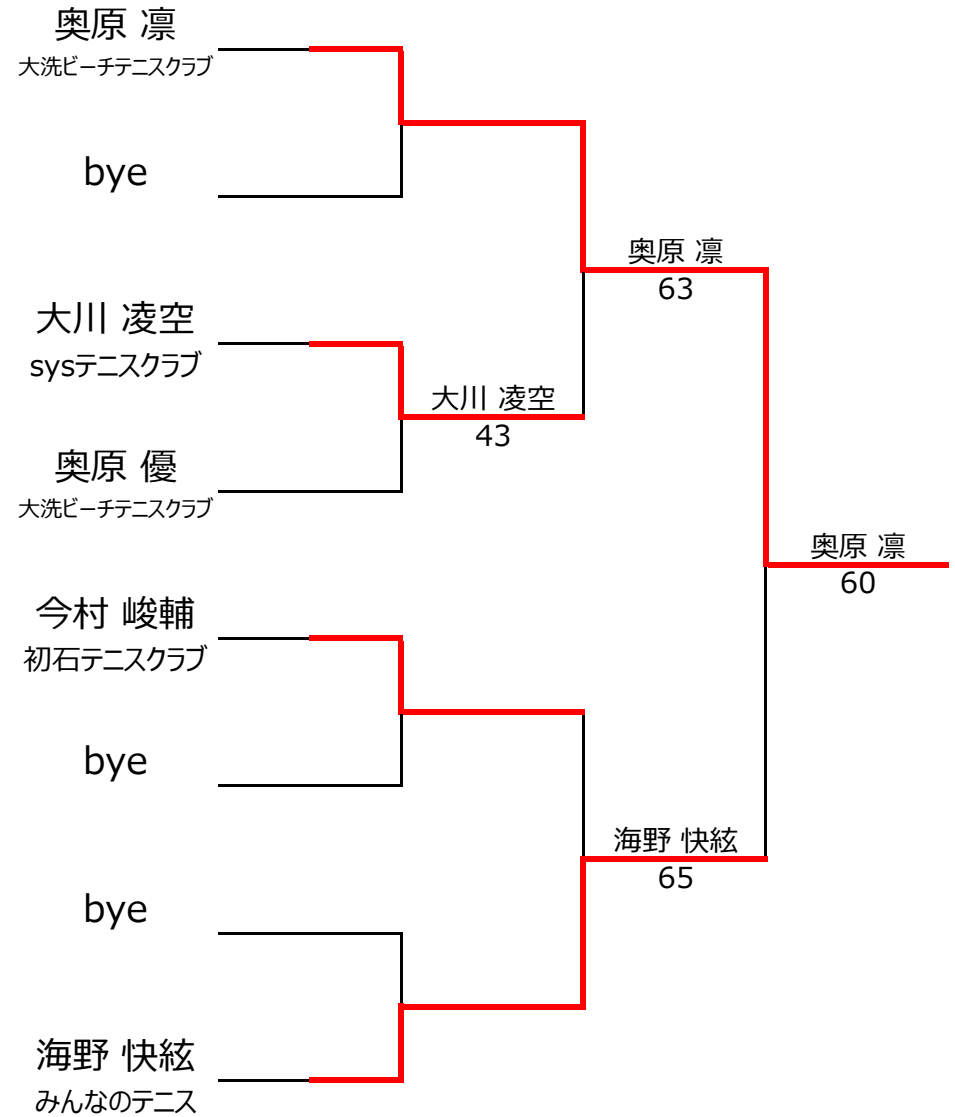 奥原 凛
大洗ビーチテニスクラブ
bye
奥原 凛
63
大川 凌空
sysテニスクラブ
大川 凌空
43
奥原 優
大洗ビーチテニスクラブ
奥原 凛
60
今村 峻輔
初石テニスクラブ
bye
海野 快絃
65
bye
海野 快絃
みんなのテニス